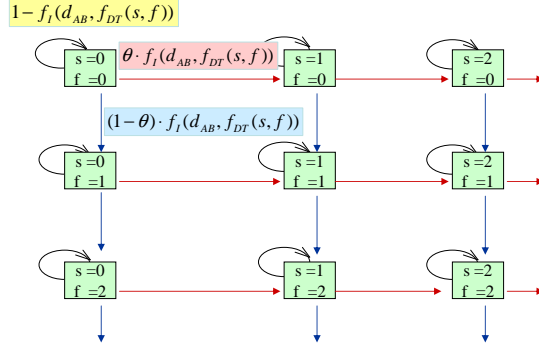 1 − f_I(d_AB, f_DT(s, f))
s =0
f =0
θ · f_I(d_AB, f_DT(s, f))
s =1
f =0
s =2
f =0
(1 − θ) · f_I(d_AB, f_DT(s, f))
s =0
f =1
s =1
f =1
s =2
f =1
s =0
f =2
s =1
f =2
s =2
f =2